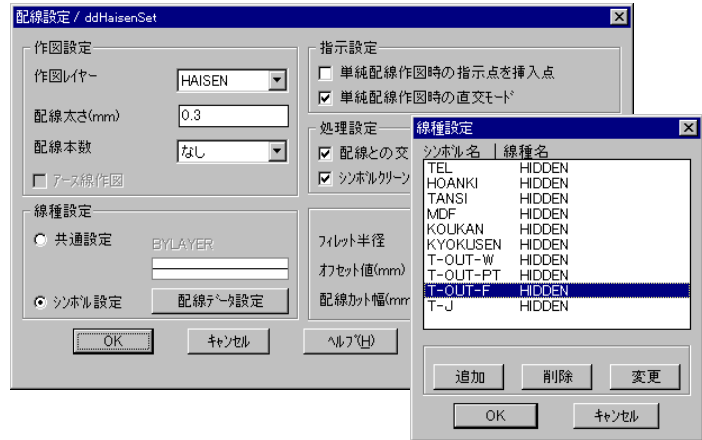 配線設定 / ddHaisenSet
作図設定
作図ﾚｲﾔｰ
HAISEN
配線太さ(mm)
0.3
配線本数
なし
ｱｰｽ線作図
線種設定
共通設定
BYLAYER
ｼﾝﾎﾞﾙ設定
配線ﾃﾞｰﾀ設定
指示設定
単純配線作図時の指示点を挿入点
単純配線作図時の直交ﾓｰﾄﾞ
処理設定
配線との交
ｼﾝﾎﾞﾙｸﾘｰﾝ
ﾌｨﾚｯﾄ半径
ｵﾌｾｯﾄ値(mm)
配線ｶｯﾄ幅(mm
OK
ｷｬﾝｾﾙ
ﾍﾙﾌﾟ(H)
線種設定
ｼﾝﾎﾞﾙ名 | 線種名
TEL HIDDEN
HOANKI HIDDEN
TANSI HIDDEN
MDF HIDDEN
KOUKAN HIDDEN
KYOKUSEN HIDDEN
T-OUT-W HIDDEN
T-OUT-PT HIDDEN
T-OUT-F HIDDEN
T-J HIDDEN
追加
削除
変更
OK
ｷｬﾝｾﾙ